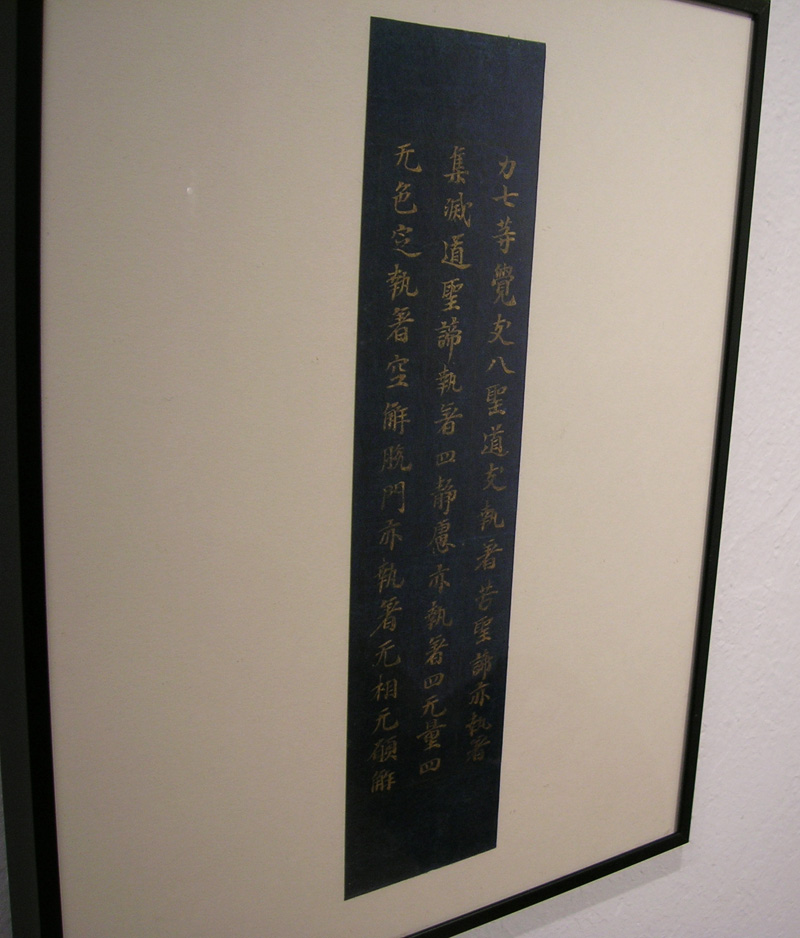 力七等覺支八聖道支執著苦聖諦亦執著
集滅道聖諦執著四静慮亦執著四无量四
无色定執著空解脱門亦執著无相无願解